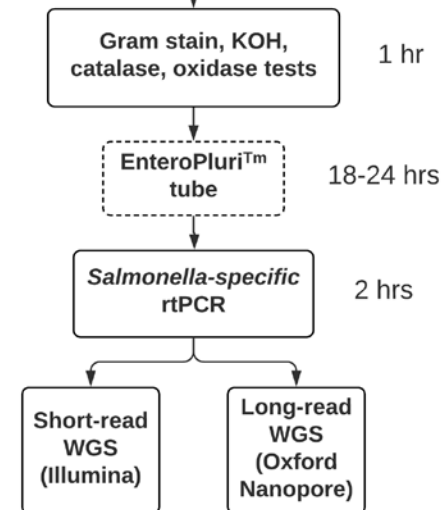 Gram stain, KOH,
catalase, oxidase tests
1 hr
EnteroPluriTm
tube
18-24 hrs
Salmonella-specific
rtPCR
2 hrs
Short-read
WGS
(Illumina)
Long-read
WGS
(Oxford
Nanopore)